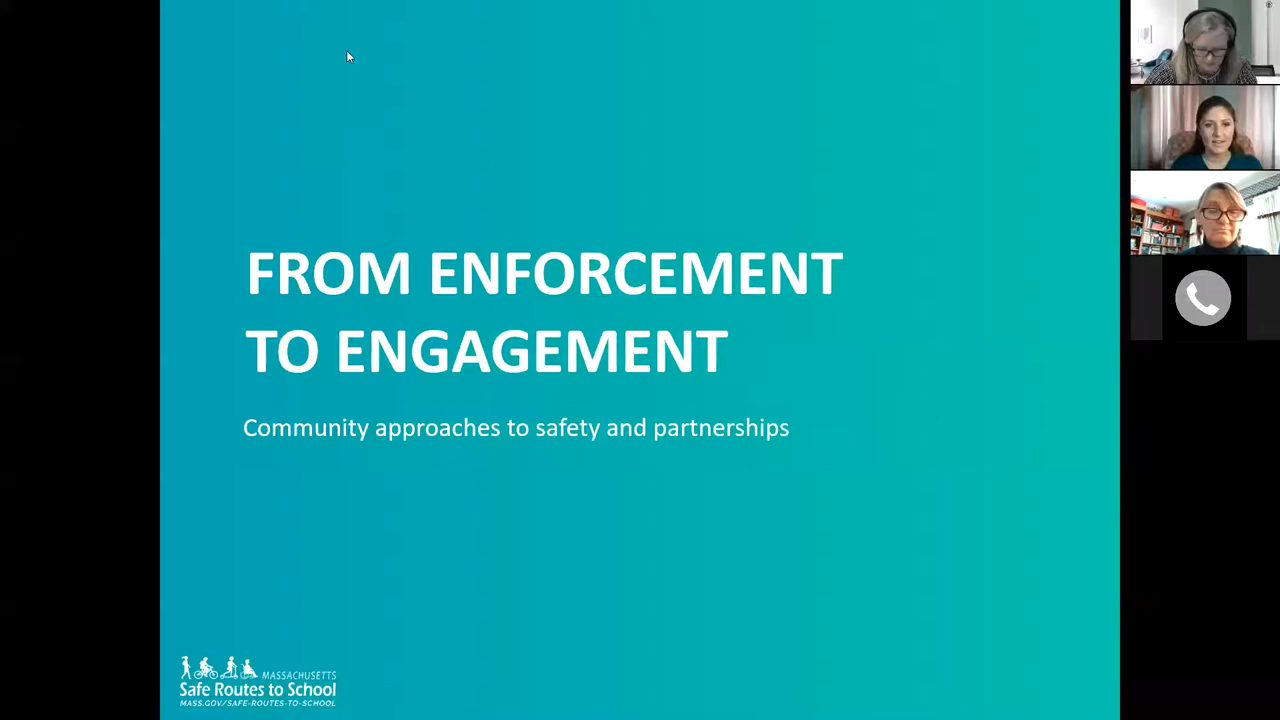 FROM ENFORCEMENT
TO ENGAGEMENT
Community approaches to safety and partnerships
MASSACHUSETTS
Safe Routes to School
MASS.GOV/SAFE-ROUTES-TO-SCHOOL